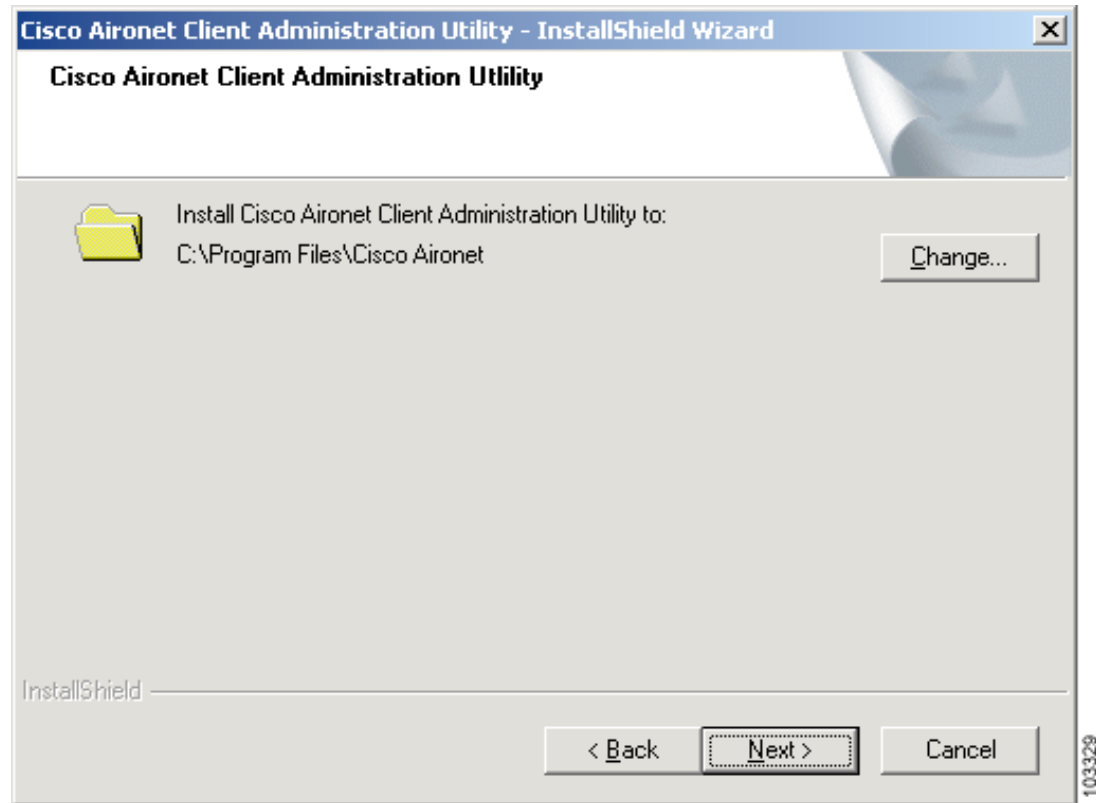 Cisco Aironet Client Administration Utility - InstallShield Wizard
Cisco Aironet Client Administration Utlility
Install Cisco Aironet Client Administration Utility to:
C:\Program Files\Cisco Aironet
Change...
InstallShield
< Back
Next >
Cancel
103329